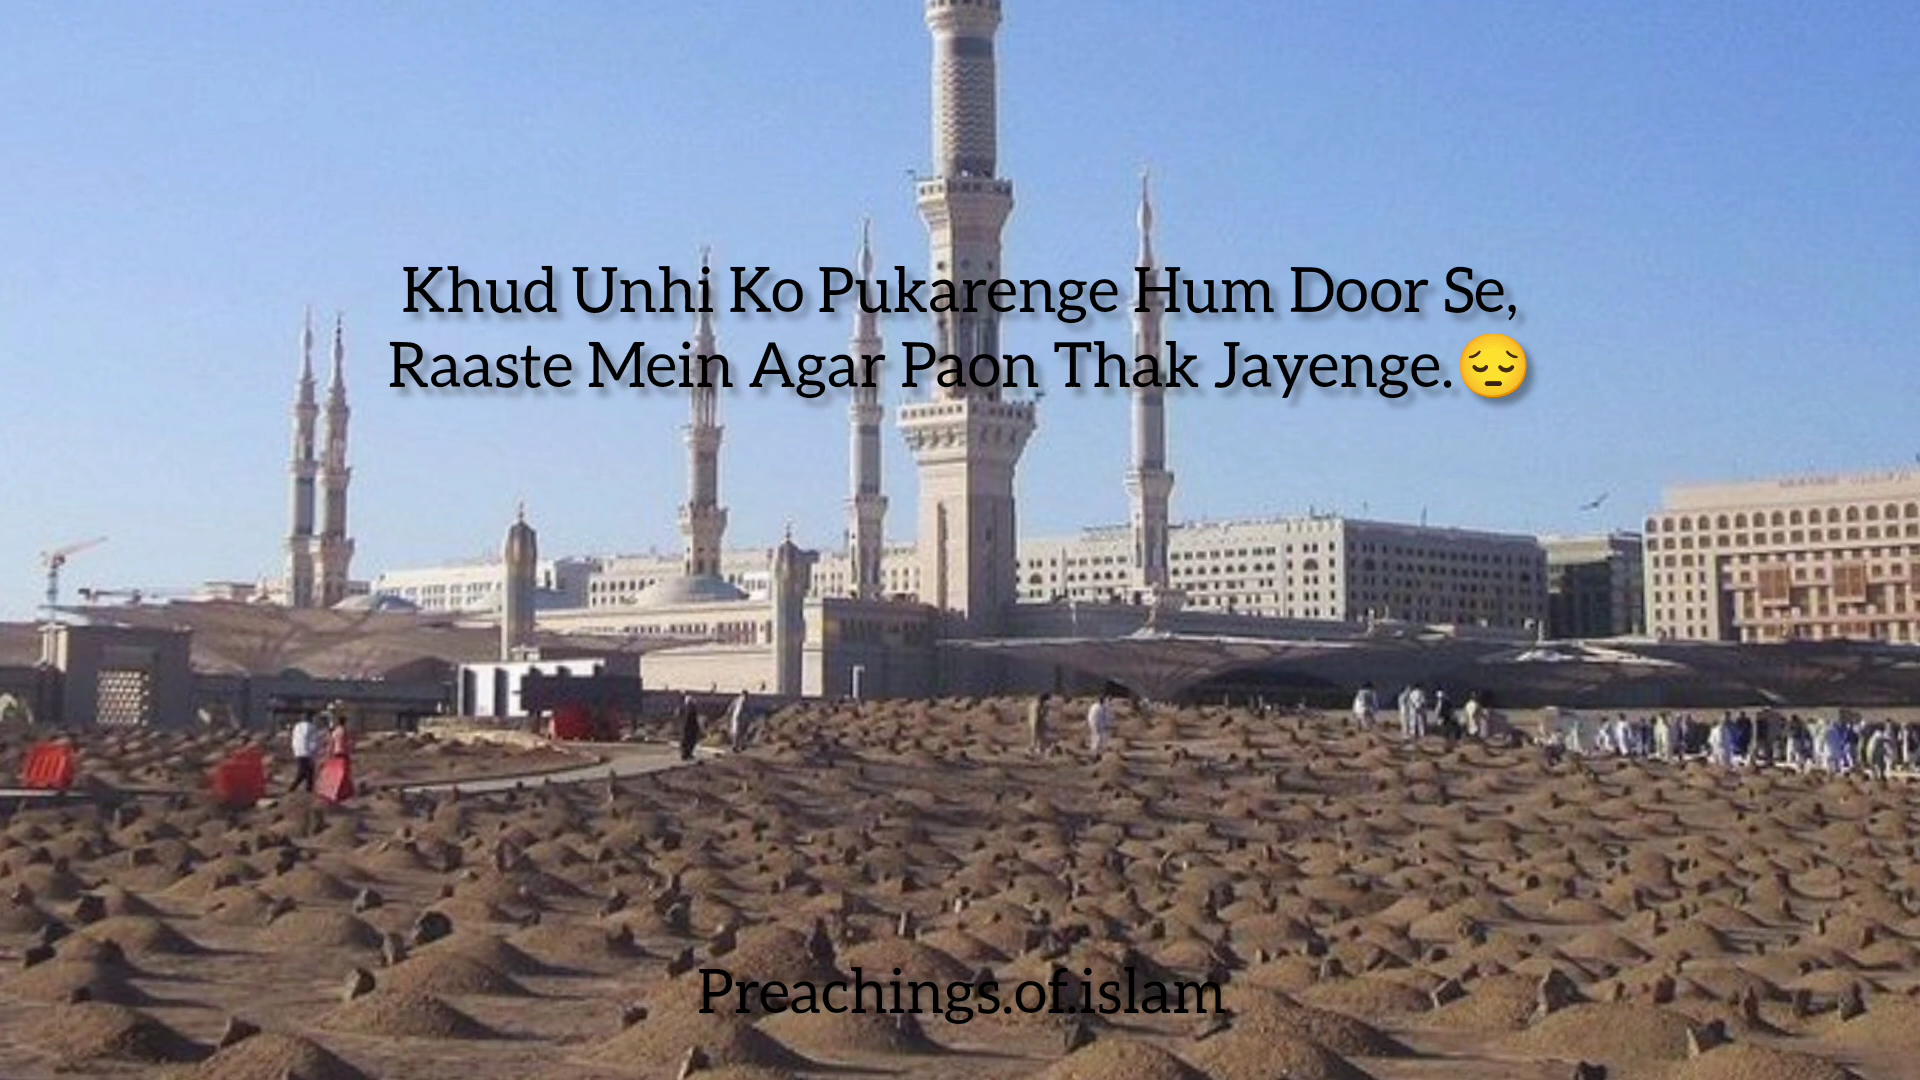 Khud Unhi Ko Pukarenge Hum Door Se,
Raaste Mein Agar Paon Thak Jayenge.😔
Preachings.of.islam